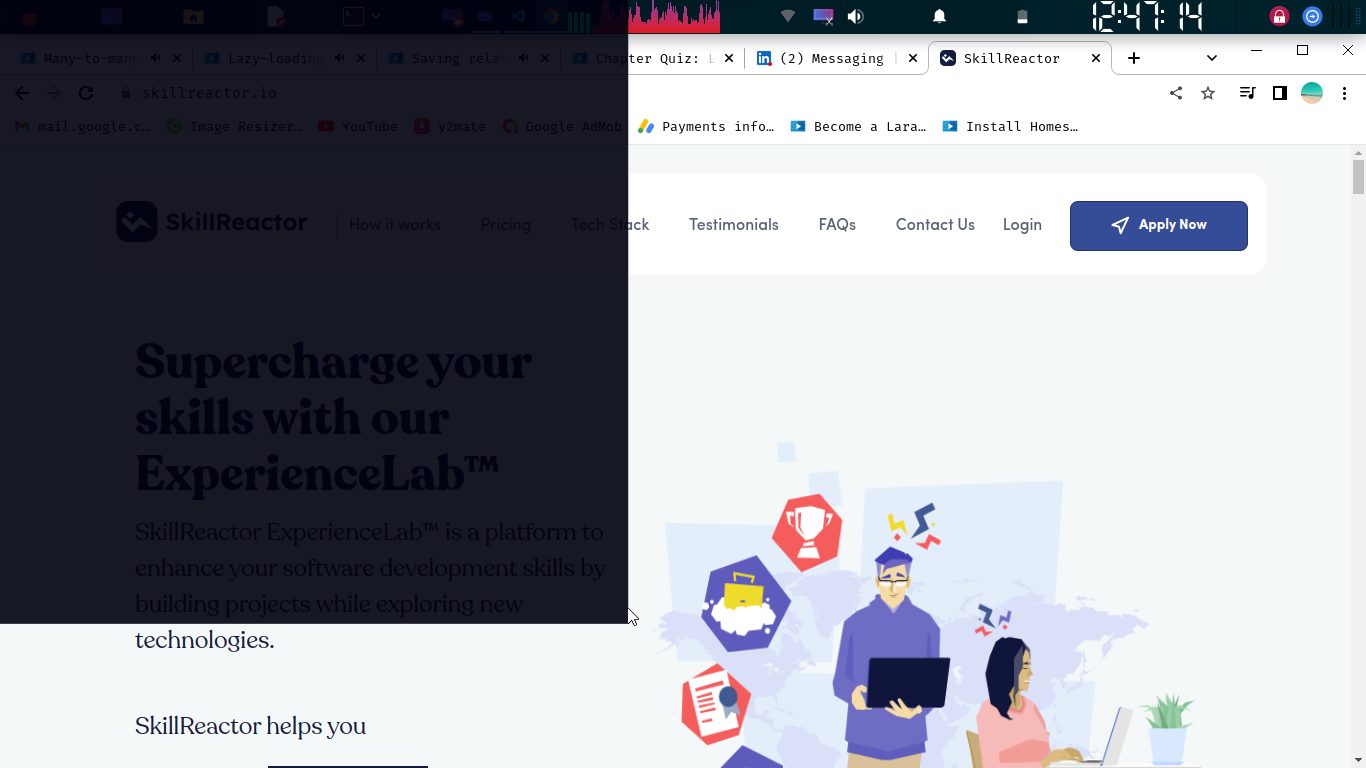 12:47:14
Many-to-many
Lazy-loading
Saving relat
Chapter Quiz: L
(2) Messaging |
SkillReactor
skillreactor.io
mail.google.c…
Image Resizer…
YouTube
y2mate
Google AdMob
Payments info…
Become a Lara…
Install Homes…
SkillReactor
How it works
Pricing
Tech Stack
Testimonials
FAQs
Contact Us
Login
Apply Now
Supercharge your
skills with our
ExperienceLab™
SkillReactor ExperienceLab™ is a platform to
enhance your software development skills by
building projects while exploring new
technologies.
SkillReactor helps you